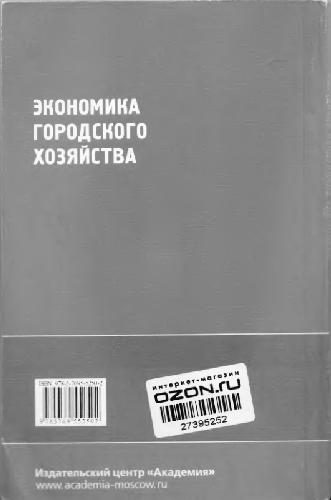 ЭКОНОМИКА
ГОРОДСКОГО
ХОЗЯЙСТВА
интернет-магазин
OZON.ru
27395252
Издательский центр «Академия»
www.academia-moscow.ru